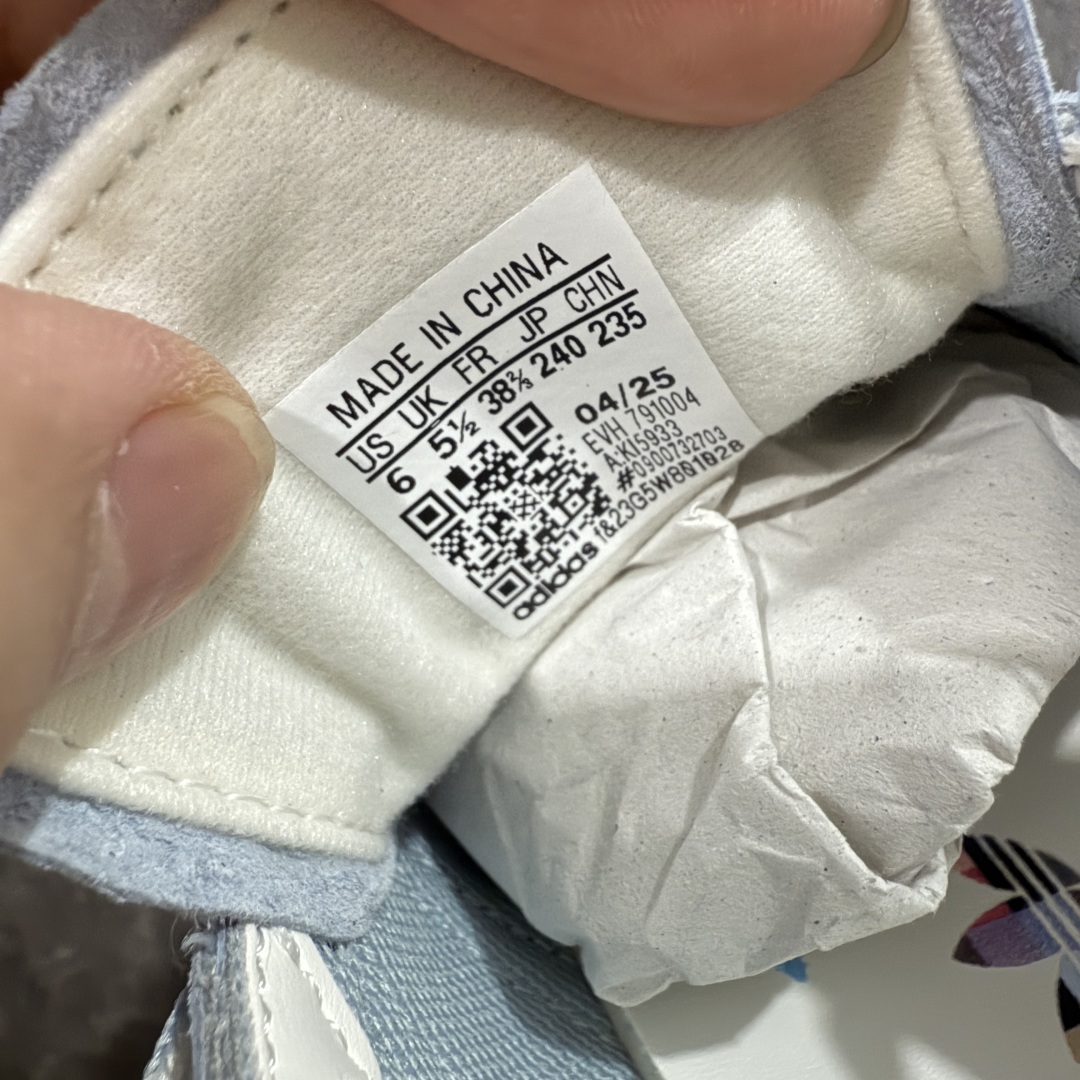 MADE IN CHINA
US UK FR JP CHN
6 5½ 38⅔ 240 235
04/25
EVH 791004
A:KI5933
#0900732703
1&23G5W801028
adidas